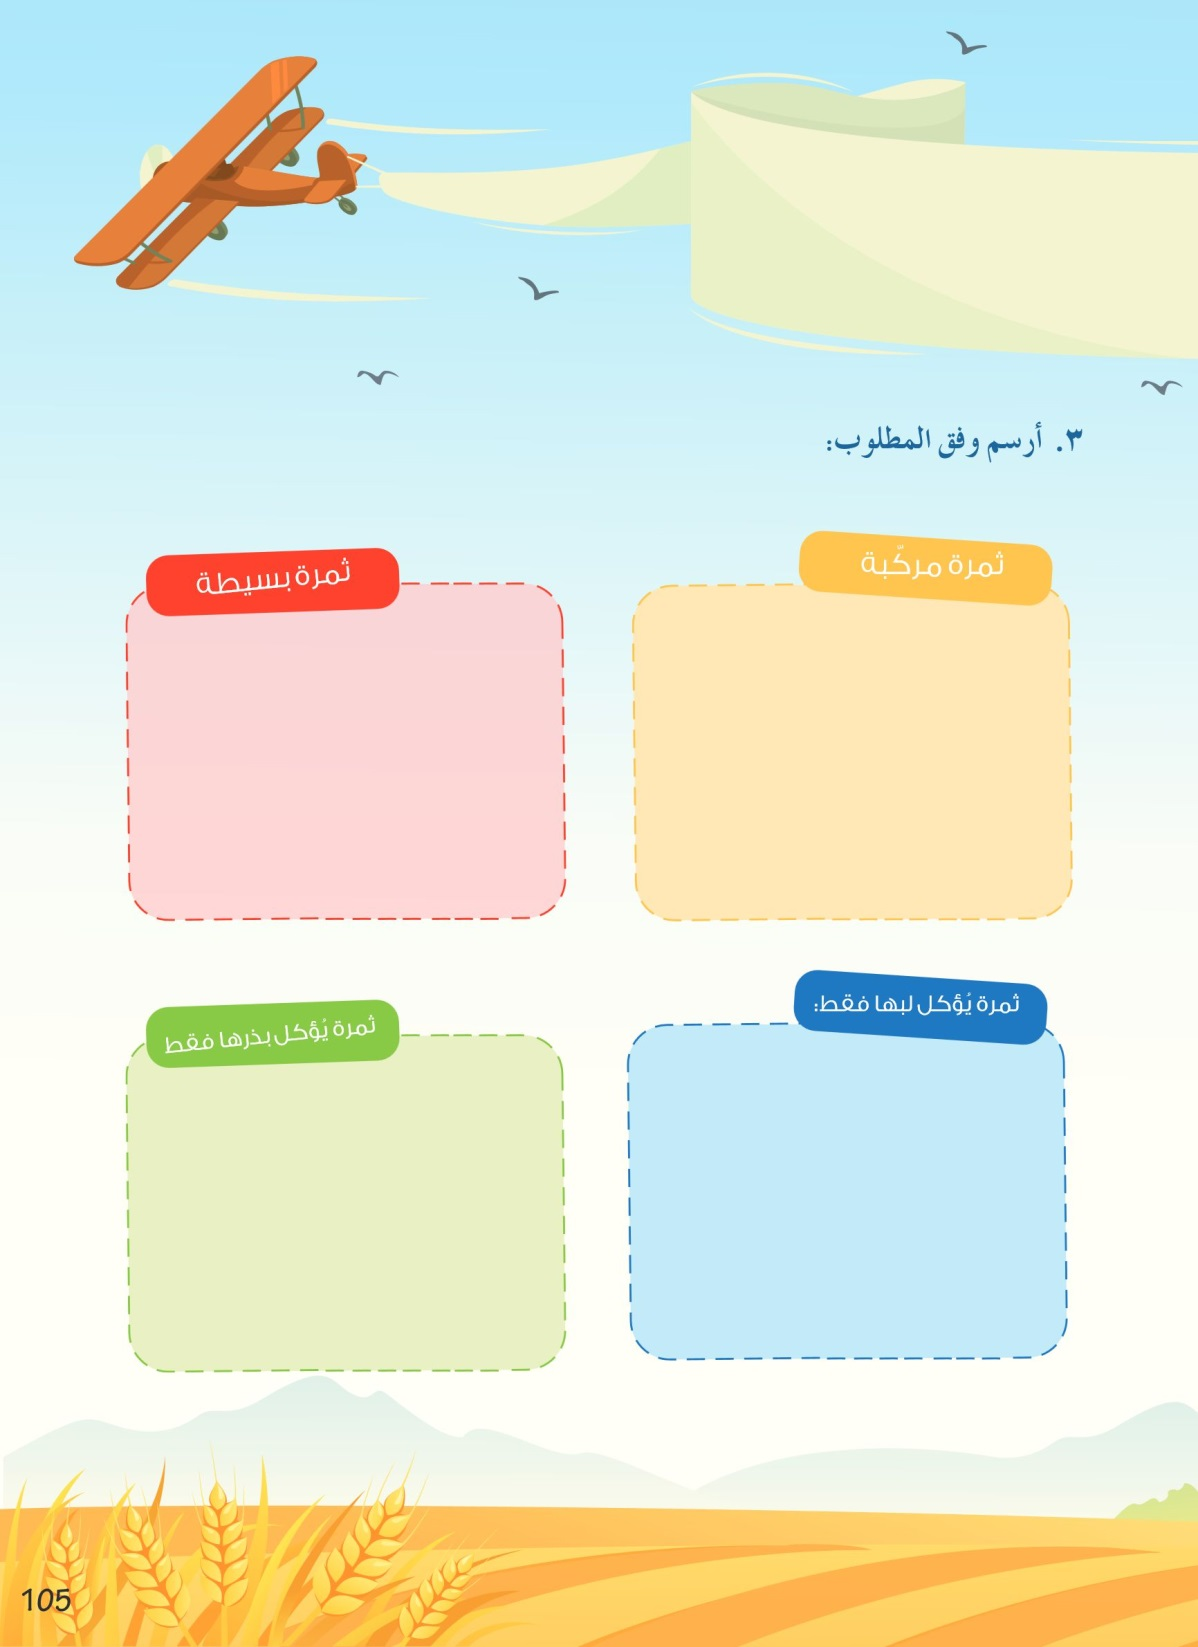 ٣. أرسم وفق المطلوب:
ثمرة مركّبة
ثمرة بسيطة
ثمرة يُؤكل لبها فقط:
ثمرة يُؤكل بذرها فقط
105